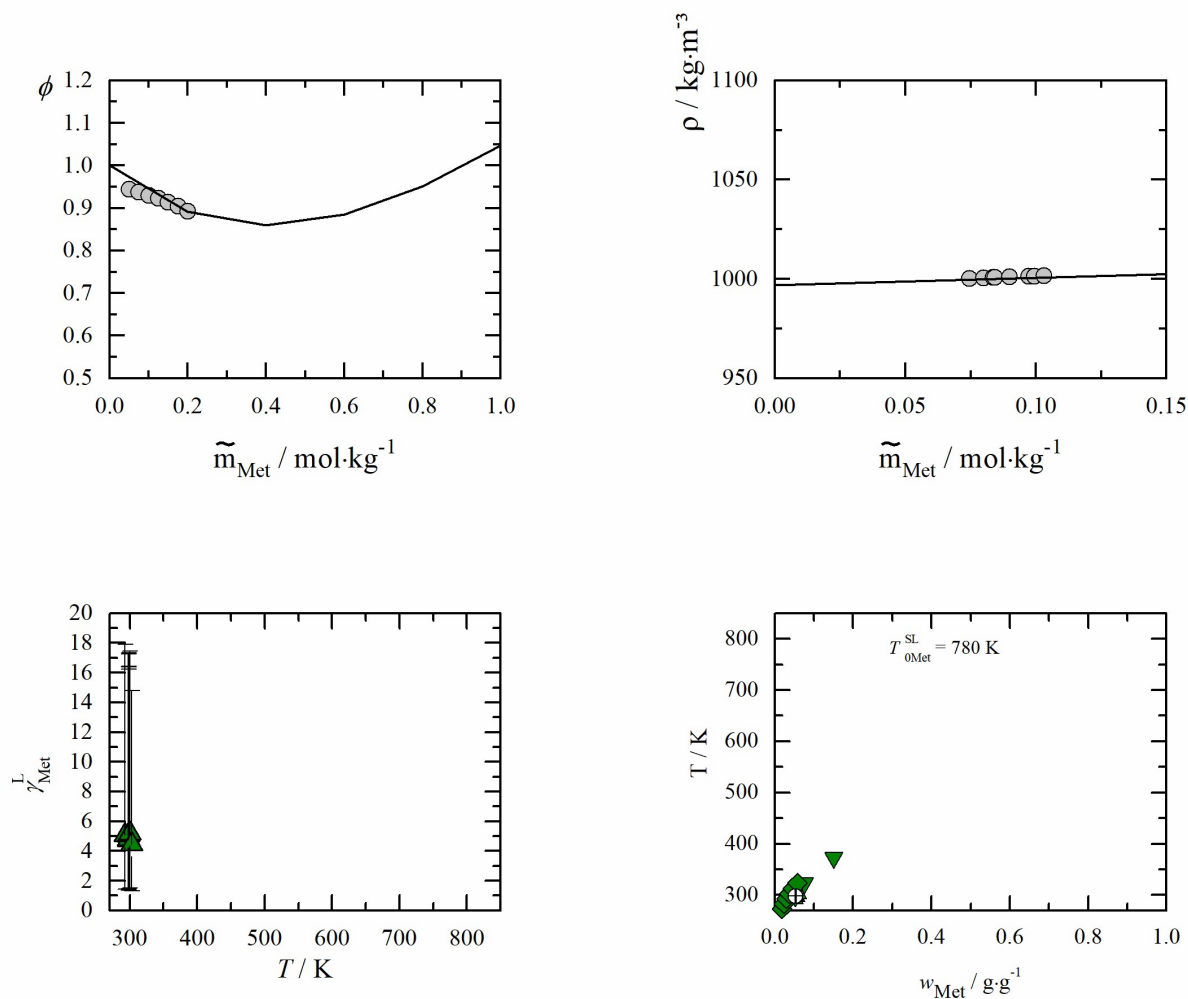 ϕ
1.2
1.1
1.0
0.9
0.8
0.7
0.6
0.5
0.0 0.2 0.4 0.6 0.8 1.0
m̃Met / mol·kg-1
ρ / kg·m-3
1100
1050
1000
950
0.00 0.05 0.10 0.15
m̃Met / mol·kg-1
γLMet
20
18
16
14
12
10
8
6
4
2
0
300 400 500 600 700 800
T / K
T / K
800
700
600
500
400
300
T SL0Met = 780 K
0.0 0.2 0.4 0.6 0.8 1.0
wMet / g·g-1